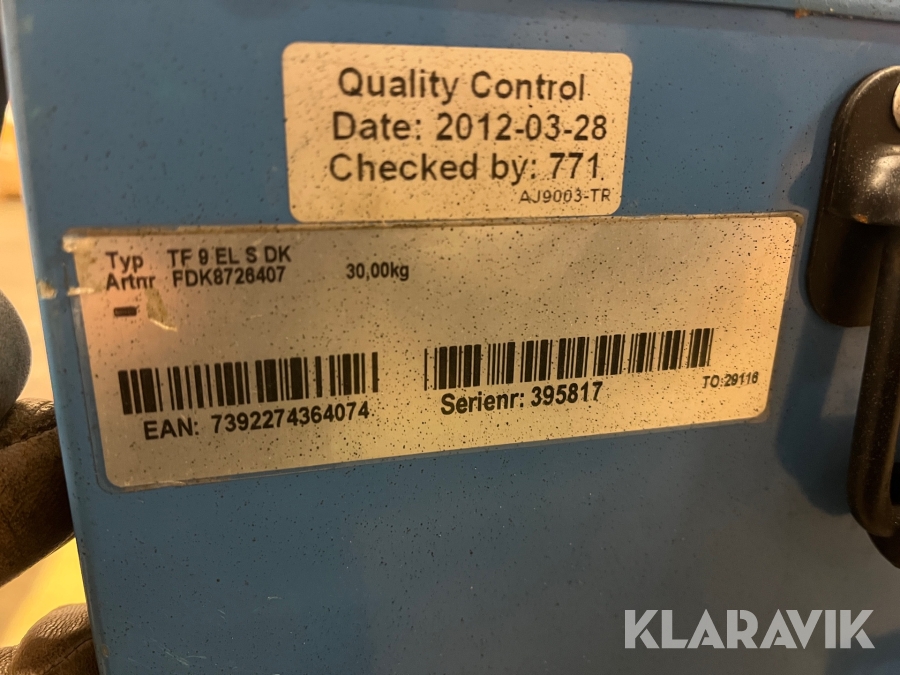 Quality Control
Date: 2012-03-28
Checked by: 771
AJ9003-TR
Typ TF 9 EL S DK
Artnr FDK8726407 30,00kg
EAN: 7392274364074
Serienr: 395817
TO:29116
KLARAVIK